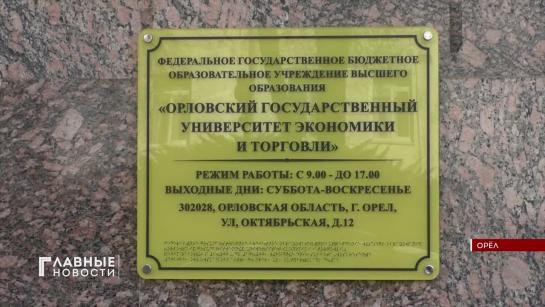 ФЕДЕРАЛЬНОЕ ГОСУДАРСТВЕННОЕ БЮДЖЕТНОЕ
ОБРАЗОВАТЕЛЬНОЕ УЧРЕЖДЕНИЕ ВЫСШЕГО
ОБРАЗОВАНИЯ
«ОРЛОВСКИЙ ГОСУДАРСТВЕННЫЙ
УНИВЕРСИТЕТ ЭКОНОМИКИ
И ТОРГОВЛИ»
РЕЖИМ РАБОТЫ: С 9.00 - ДО 17.00
ВЫХОДНЫЕ ДНИ: СУББОТА-ВОСКРЕСЕНЬЕ
302028, ОРЛОВСКАЯ ОБЛАСТЬ, Г. ОРЕЛ,
УЛ, ОКТЯБРЬСКАЯ, Д.12
ОРЁЛ
ГЛАВНЫЕ
НОВОСТИ